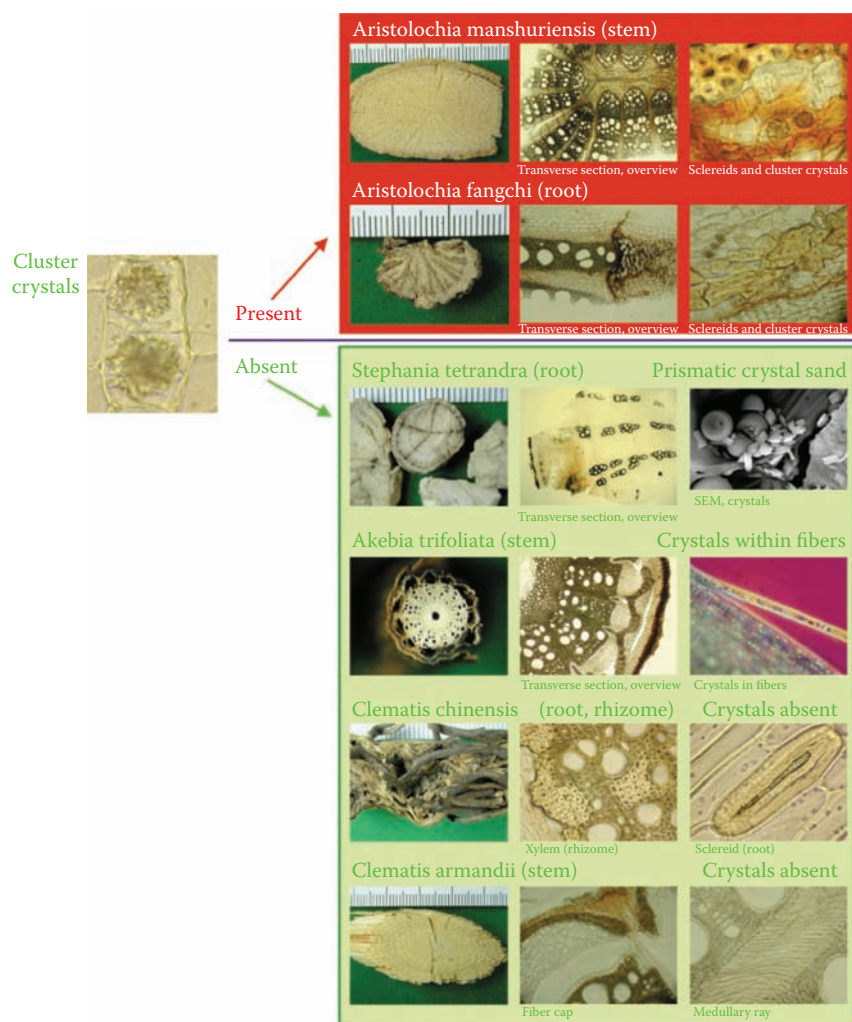 Aristolochia manshuriensis (stem)
Transverse section, overview
Sclereids and cluster crystals
Aristolochia fangchi (root)
Transverse section, overview
Sclereids and cluster crystals
Cluster
crystals
Present
Absent
Stephania tetrandra (root) Prismatic crystal sand
SEM, crystals
Transverse section, overview
Akebia trifoliata (stem) Crystals within fibers
Transverse section, overview
Crystals in fibers
Clematis chinensis (root, rhizome) Crystals absent
Xylem (rhizome)
Sclereid (root)
Clematis armandii (stem) Crystals absent
Fiber cap
Medullary ray